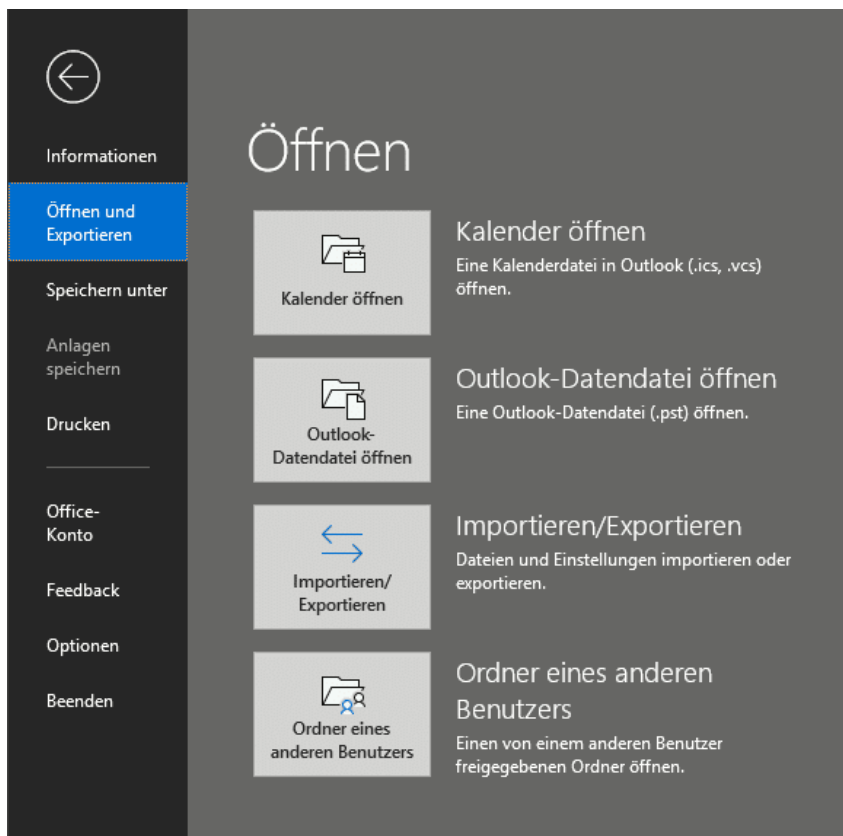 Informationen
Öffnen und
Exportieren
Speichern unter
Anlagen
speichern
Drucken
Office-
Konto
Feedback
Optionen
Beenden
Öffnen
Kalender öffnen
Kalender öffnen
Eine Kalenderdatei in Outlook (.ics, .vcs)
öffnen.
Outlook-
Datendatei öffnen
Outlook-Datendatei öffnen
Eine Outlook-Datendatei (.pst) öffnen.
Importieren/
Exportieren
Importieren/Exportieren
Dateien und Einstellungen importieren oder
exportieren.
Ordner eines
anderen Benutzers
Ordner eines anderen
Benutzers
Einen von einem anderen Benutzer
freigegebenen Ordner öffnen.